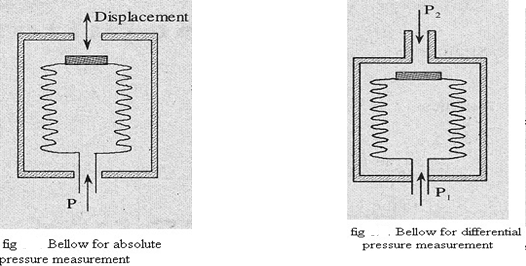 Displacement
P
fig Bellow for absolute
pressure measurement
P₂
P₁
fig . . Bellow for differential
pressure measurement